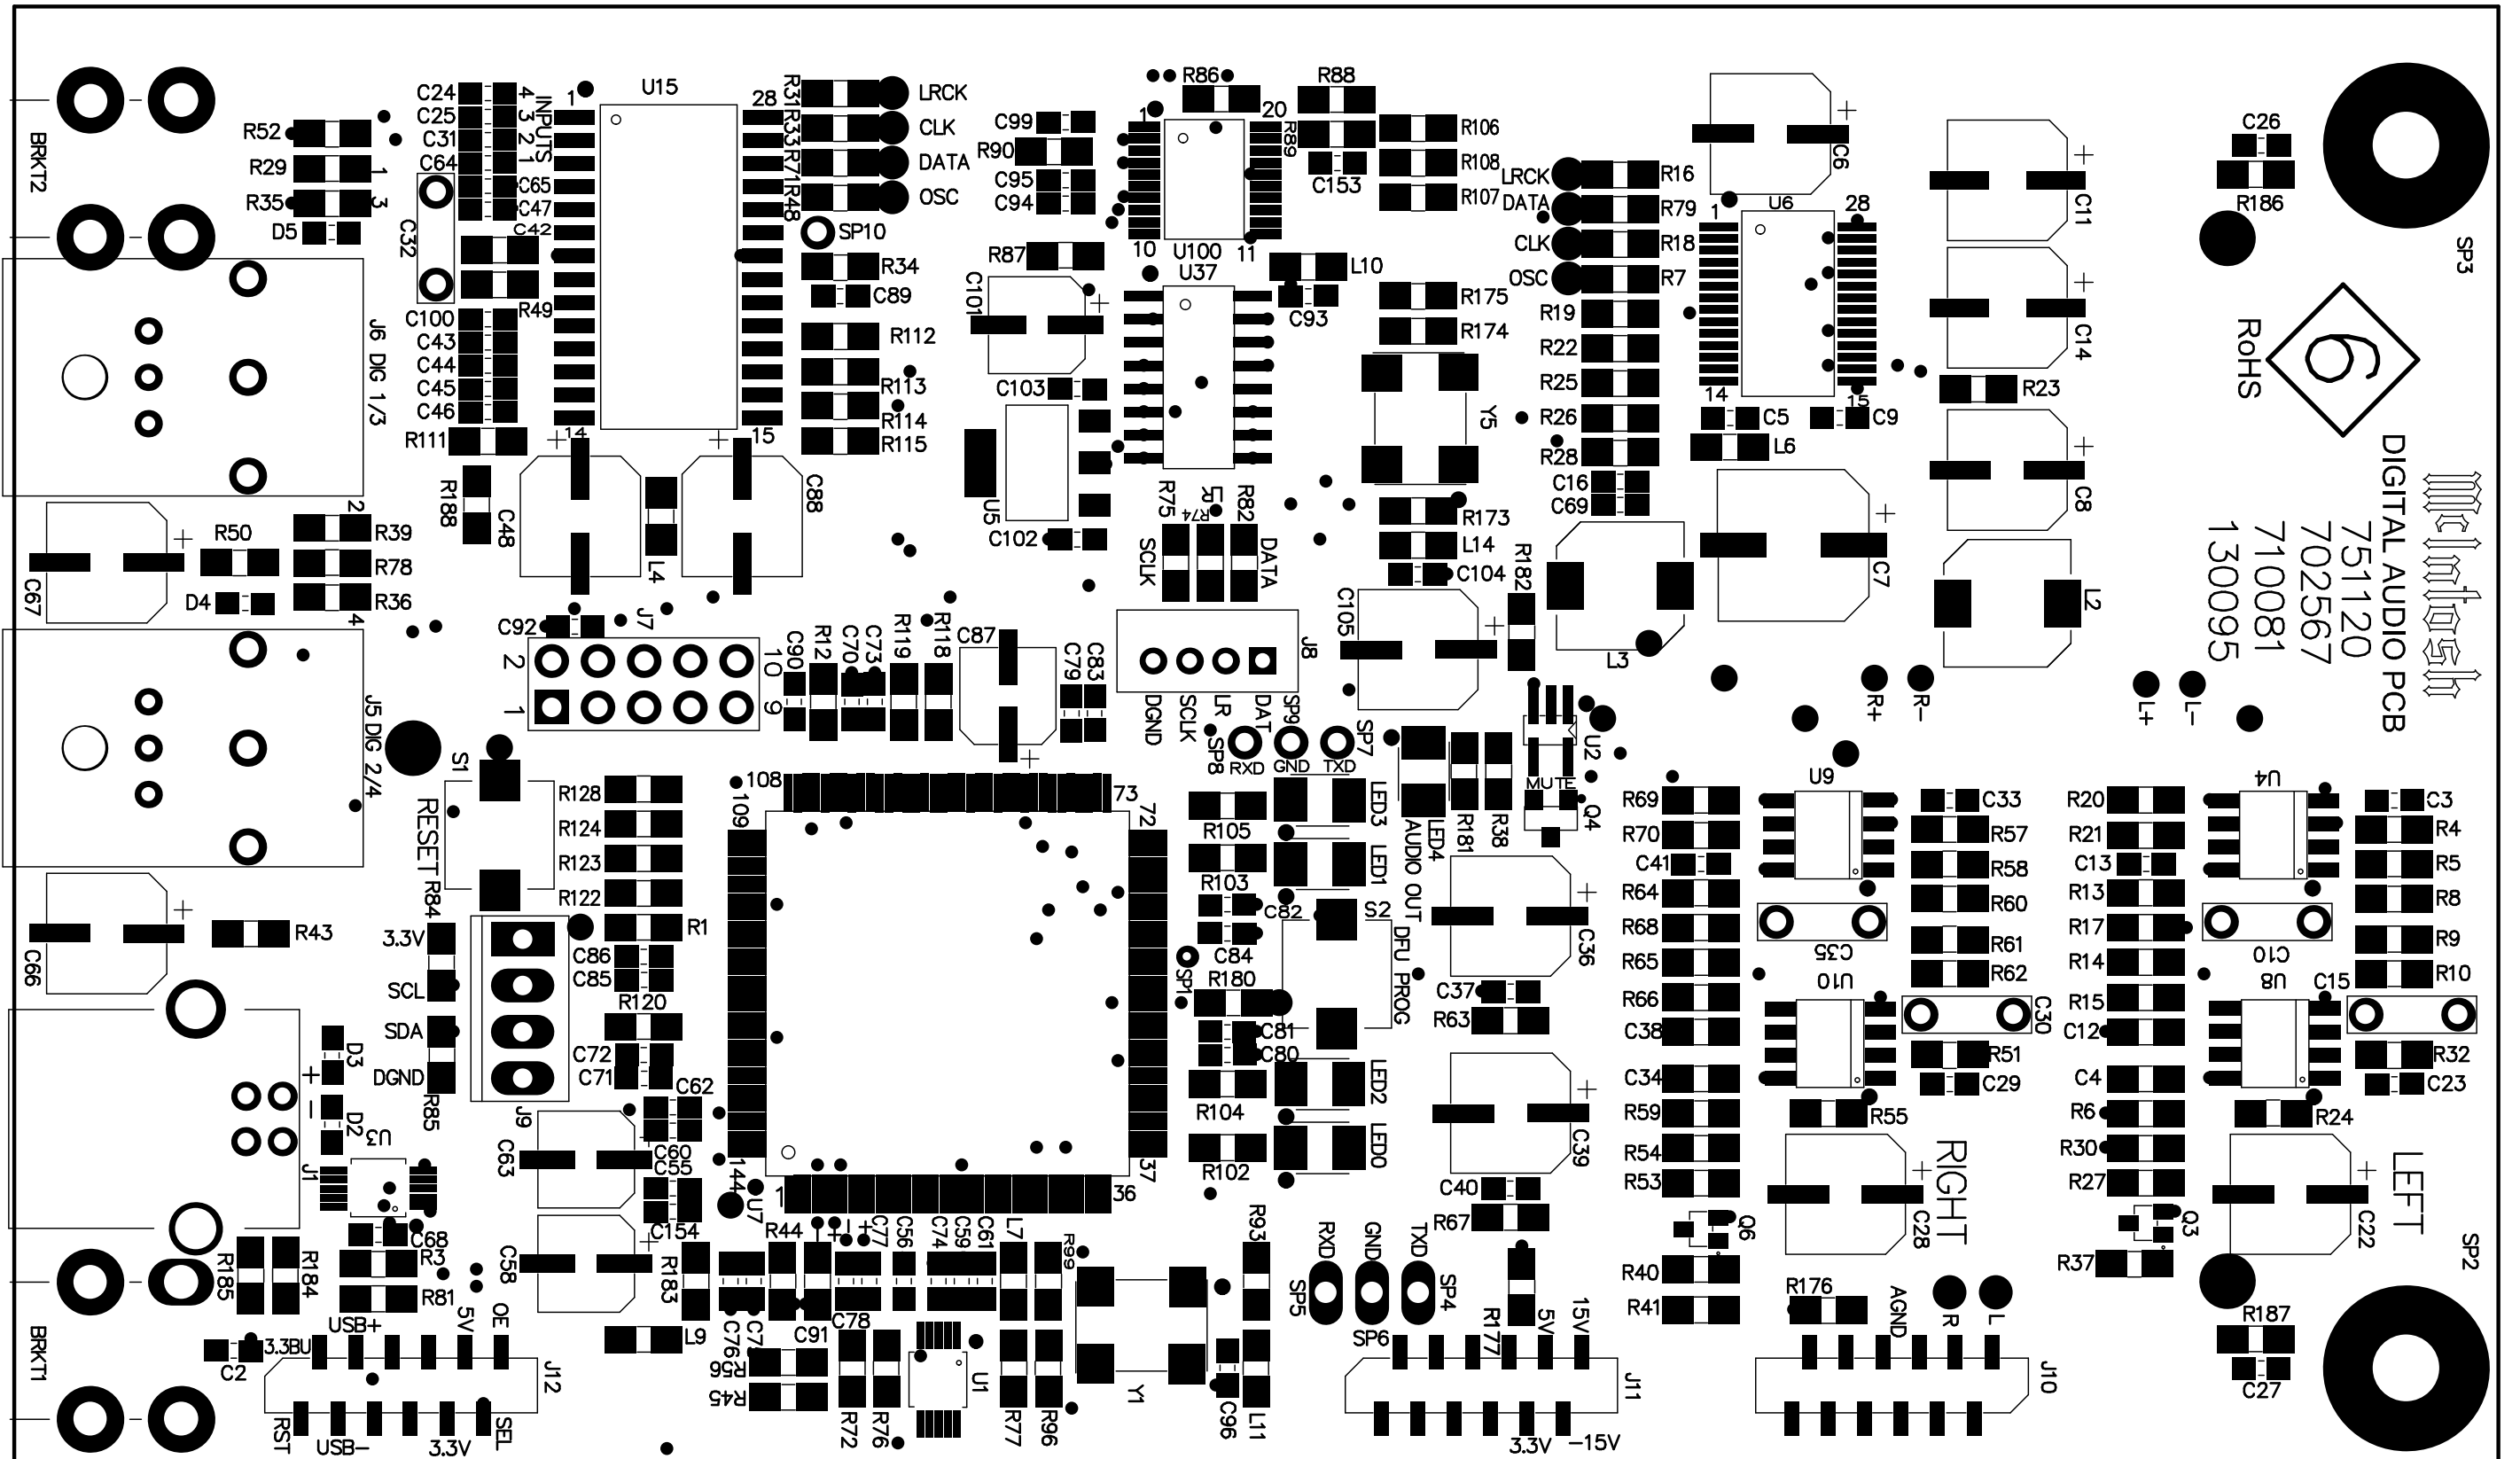 BRKT2
R52
R29
R35
D5
1
3
C24
C25
C31
C64
C65
C47
C42
C32
R49
4
3
2
1
INPUTS
C100
C43
C44
C45
C46
R111
R188
C48
U15
1
28
14
15
R31
R33
R71
R48
LRCK
CLK
DATA
OSC
SP10
R34
C89
R112
R113
R114
R115
C88
L4
J6 DIG 1/3
2
4
C67
R50
D4
R39
R78
R36
J5 DIG 2/4
C66
R43
C99
R90
C95
C94
R87
C101
C103
U5
C102
R86
1
20
10
11
U100
U37
R88
R89
C153
L10
C93
R106
R108
R107
R175
R174
Y5
R173
L14
C104
C105
R182
R75
LR
R74
R82
SCLK
DATA
J8
DGND
SCLK
LR
DAT
LRCK
DATA
CLK
OSC
R16
R79
R18
R7
R19
R22
R25
R26
R28
C16
C69
L3
C6
U6
1
28
14
15
C5
C9
L6
C7
C11
C14
R23
C8
L2
C26
R186
SP3
RoHS
6
McIntosh
DIGITAL AUDIO PCB
751120
702567
710081
130095
R+
R-
L+
L-
C92
J7
2
1
10
9
C90
R12
C70
C73
R119
R118
C87
C79
C83
SP8
SP9
SP7
RXD
GND
TXD
S1
RESET
R84
R128
R124
R123
R122
R1
C86
C85
R120
C72
C71
3.3V
SCL
SDA
DGND
R85
J9
108
73
109
72
144
37
1
36
U7
R105
R103
C82
C84
SP1
R180
C81
C80
R104
R102
LED3
LED1
S2
DFU PROG
LED2
LED0
LED4
AUDIO OUT
R181
R38
U2
MUTE
Q4
C36
C37
R63
C39
C40
R67
R69
R70
C41
R64
R68
R65
R66
C38
C34
R59
R54
R53
Q6
R40
R41
U9
C33
R57
R58
R60
R61
R62
C35
U10
C30
R51
C29
R55
C28
RIGHT
R20
R21
C13
R13
R17
R14
R15
C12
C4
R6
R30
R27
Q3
R37
U4
C3
R4
R5
R8
R9
R10
C10
U8
C15
R32
C23
R24
C22
LEFT
SP2
R187
C27
D3
+
-
D2
U3
J1
C68
R3
R81
R184
R185
C62
C60
C55
C154
C63
C58
R183
R44
C77
C56
C74
C59
C61
L7
R99
R93
C76
C91
C78
R56
R45
R72
R76
U1
R77
R96
Y1
C96
L11
L9
BRKT1
C2
3.3BU
USB+
5V
OE
J12
RST
USB-
3.3V
SEL
RXD
GND
TXD
SP5
SP6
SP4
R177
5V
15V
J11
3.3V
-15V
R176
AGND
R
L
J10